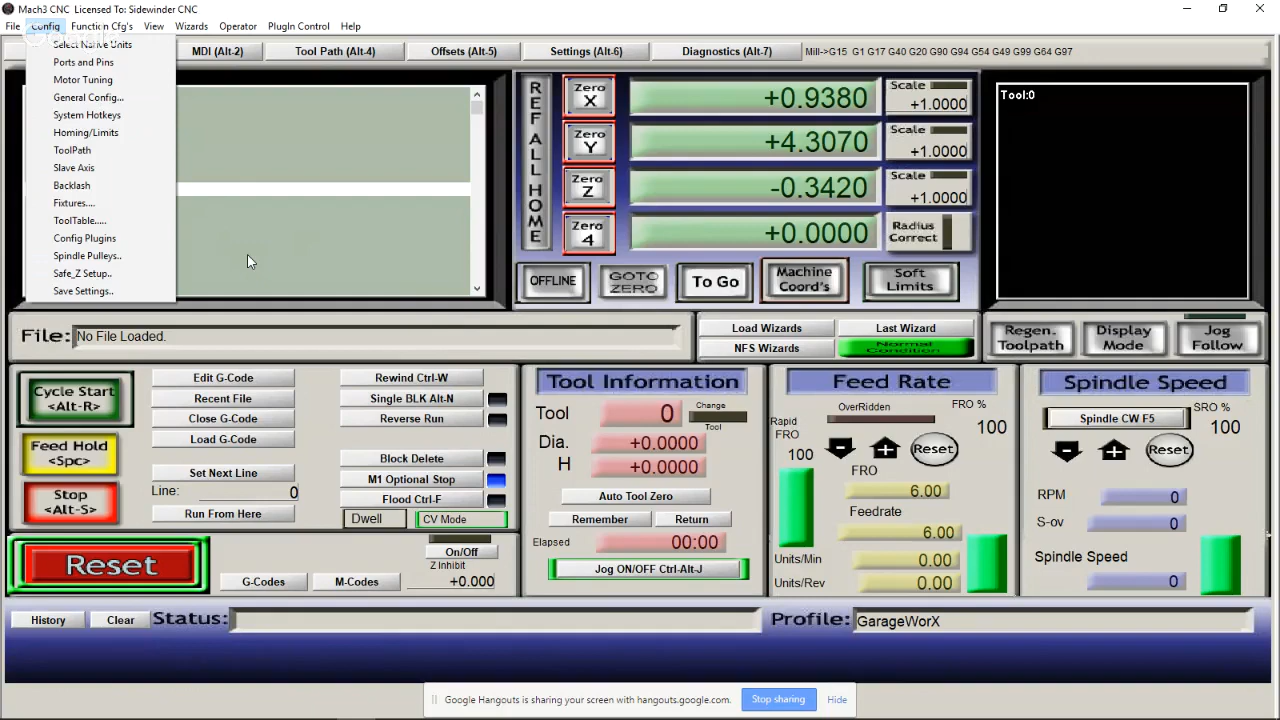 Mach3 CNC Licensed To: Sidewinder CNC
File Config Function Cfg's View Wizards Operator PlugIn Control Help
MDI (Alt-2) Tool Path (Alt-4) Offsets (Alt-5) Settings (Alt-6) Diagnostics (Alt-7) Mill->G15 G1 G17 G40 G20 G90 G94 G54 G49 G99 G64 G97
Select Native Units
Ports and Pins
Motor Tuning
General Config...
System Hotkeys
Homing/Limits
ToolPath
Slave Axis
Backlash
Fixtures....
ToolTable.....
Config Plugins
Spindle Pulleys..
Safe_Z Setup..
Save Settings..
REF ALL HOME
Zero X +0.9380 Scale +1.0000
Zero Y +4.3070 Scale +1.0000
Zero Z -0.3420 Scale +1.0000
Zero 4 +0.0000 Radius Correct
OFFLINE GOTO ZERO To Go Machine Coord's Soft Limits
Tool:0
File: No File Loaded.
Load Wizards Last Wizard
NFS Wizards Normal Condition
Regen. Toolpath Display Mode Jog Follow
Cycle Start <Alt-R>
Feed Hold <Spc>
Stop <Alt-S>
Reset
Edit G-Code
Recent File
Close G-Code
Load G-Code
Set Next Line
Line: 0
Run From Here
Rewind Ctrl-W
Single BLK Alt-N
Reverse Run
Block Delete
M1 Optional Stop
Flood Ctrl-F
Dwell CV Mode
On/Off
Z Inhibit
+0.000
G-Codes M-Codes
Tool Information
Tool 0 Change Tool
Dia. +0.0000
H +0.0000
Auto Tool Zero
Remember Return
Elapsed 00:00
Jog ON/OFF Ctrl-Alt-J
Feed Rate
OverRidden FRO %
Rapid FRO 100
100
Reset
FRO
6.00
Feedrate
6.00
Units/Min 0.00
Units/Rev 0.00
Spindle Speed
Spindle CW F5 SRO %
100
Reset
RPM 0
S-ov 0
Spindle Speed
0
History Clear Status: Profile: GarageWorX
Google Hangouts is sharing your screen with hangouts.google.com. Stop sharing Hide